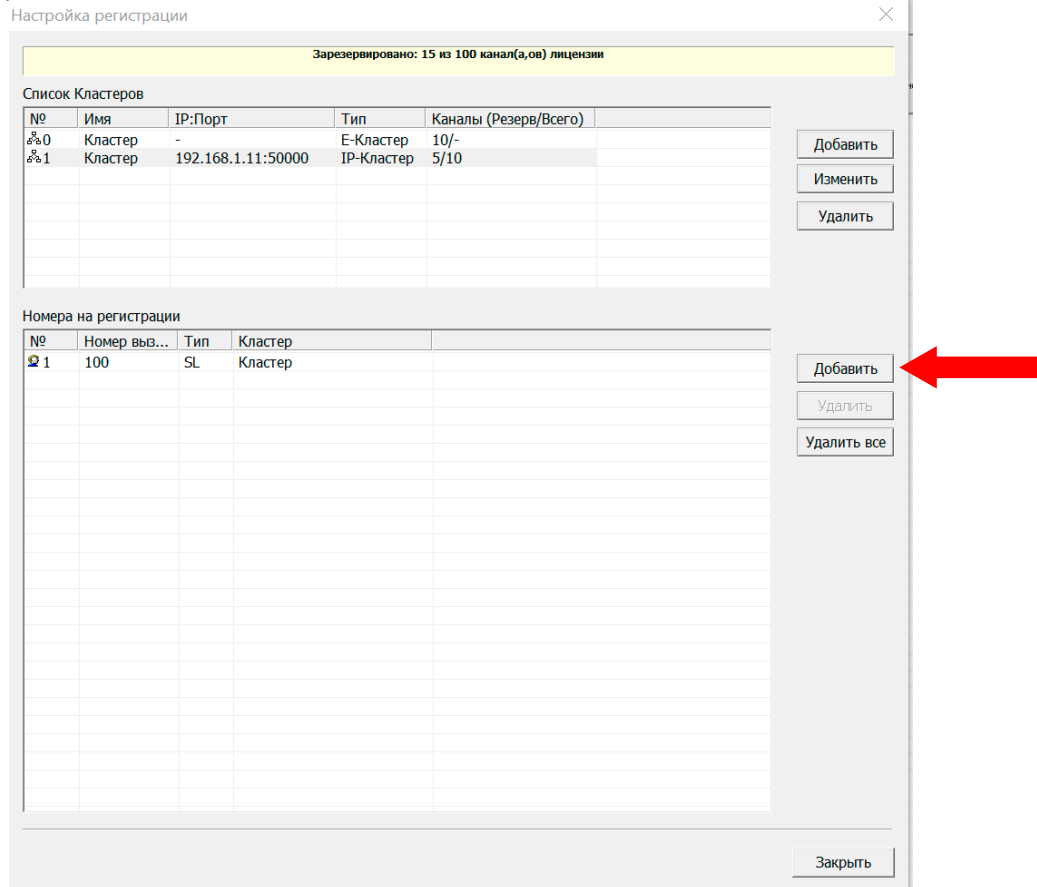 Настройка регистрации
Зарезервировано: 15 из 100 канал(а,ов) лицензии
Список Кластеров
№ Имя IP:Порт Тип Каналы (Резерв/Всего)
0 Кластер - E-Кластер 10/-
1 Кластер 192.168.1.11:50000 IP-Кластер 5/10
Добавить
Изменить
Удалить
Номера на регистрации
№ Номер выз... Тип Кластер
1 100 SL Кластер
Добавить
Удалить
Удалить все
Закрыть